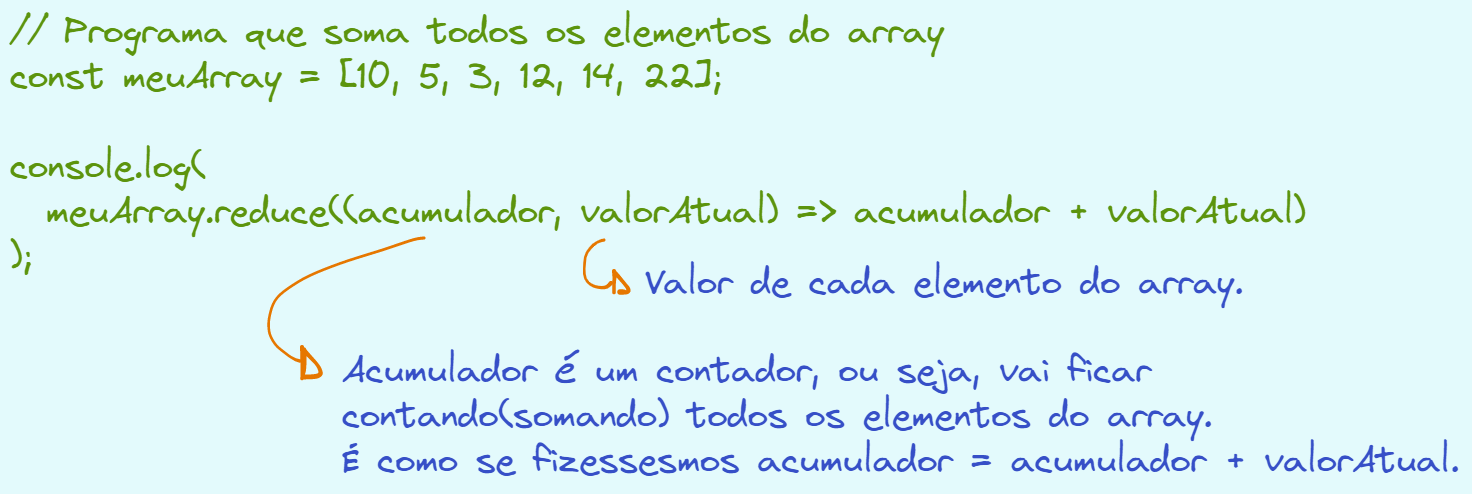 // Programa que soma todos os elementos do array
const meuArray = [10, 5, 3, 12, 14, 22];
console.log(
meuArray.reduce((acumulador, valorAtual) => acumulador + valorAtual)
);
Valor de cada elemento do array.
Acumulador é um contador, ou seja, vai ficar
contando(somando) todos os elementos do array.
É como se fizessesmos acumulador = acumulador + valorAtual.